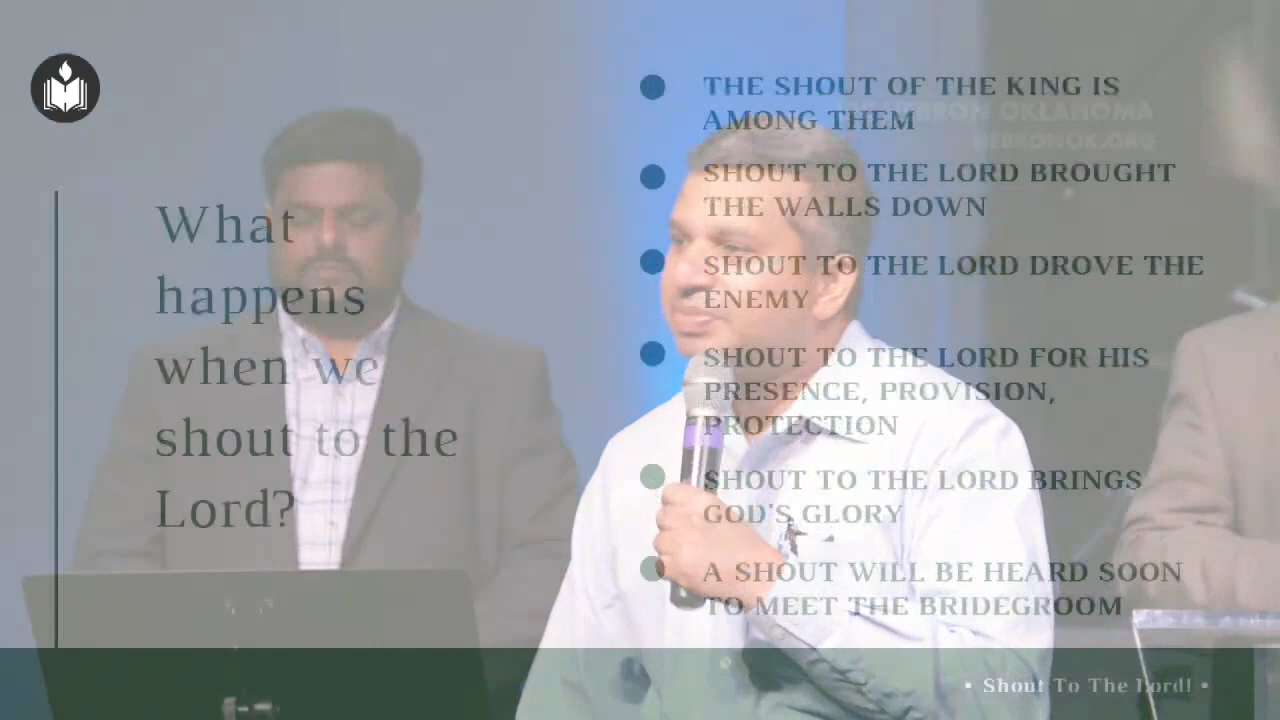 What
happens
when we
shout to the
Lord?
THE SHOUT OF THE KING IS
AMONG THEM
SHOUT TO THE LORD BROUGHT
THE WALLS DOWN
SHOUT TO THE LORD DROVE THE
ENEMY
SHOUT TO THE LORD FOR HIS
PRESENCE, PROVISION,
PROTECTION
SHOUT TO THE LORD BRINGS
GOD'S GLORY
A SHOUT WILL BE HEARD SOON
TO MEET THE BRIDEGROOM
HEBRON OKLAHOMA
HEBRONOK.ORG
• Shout To The Lord! •